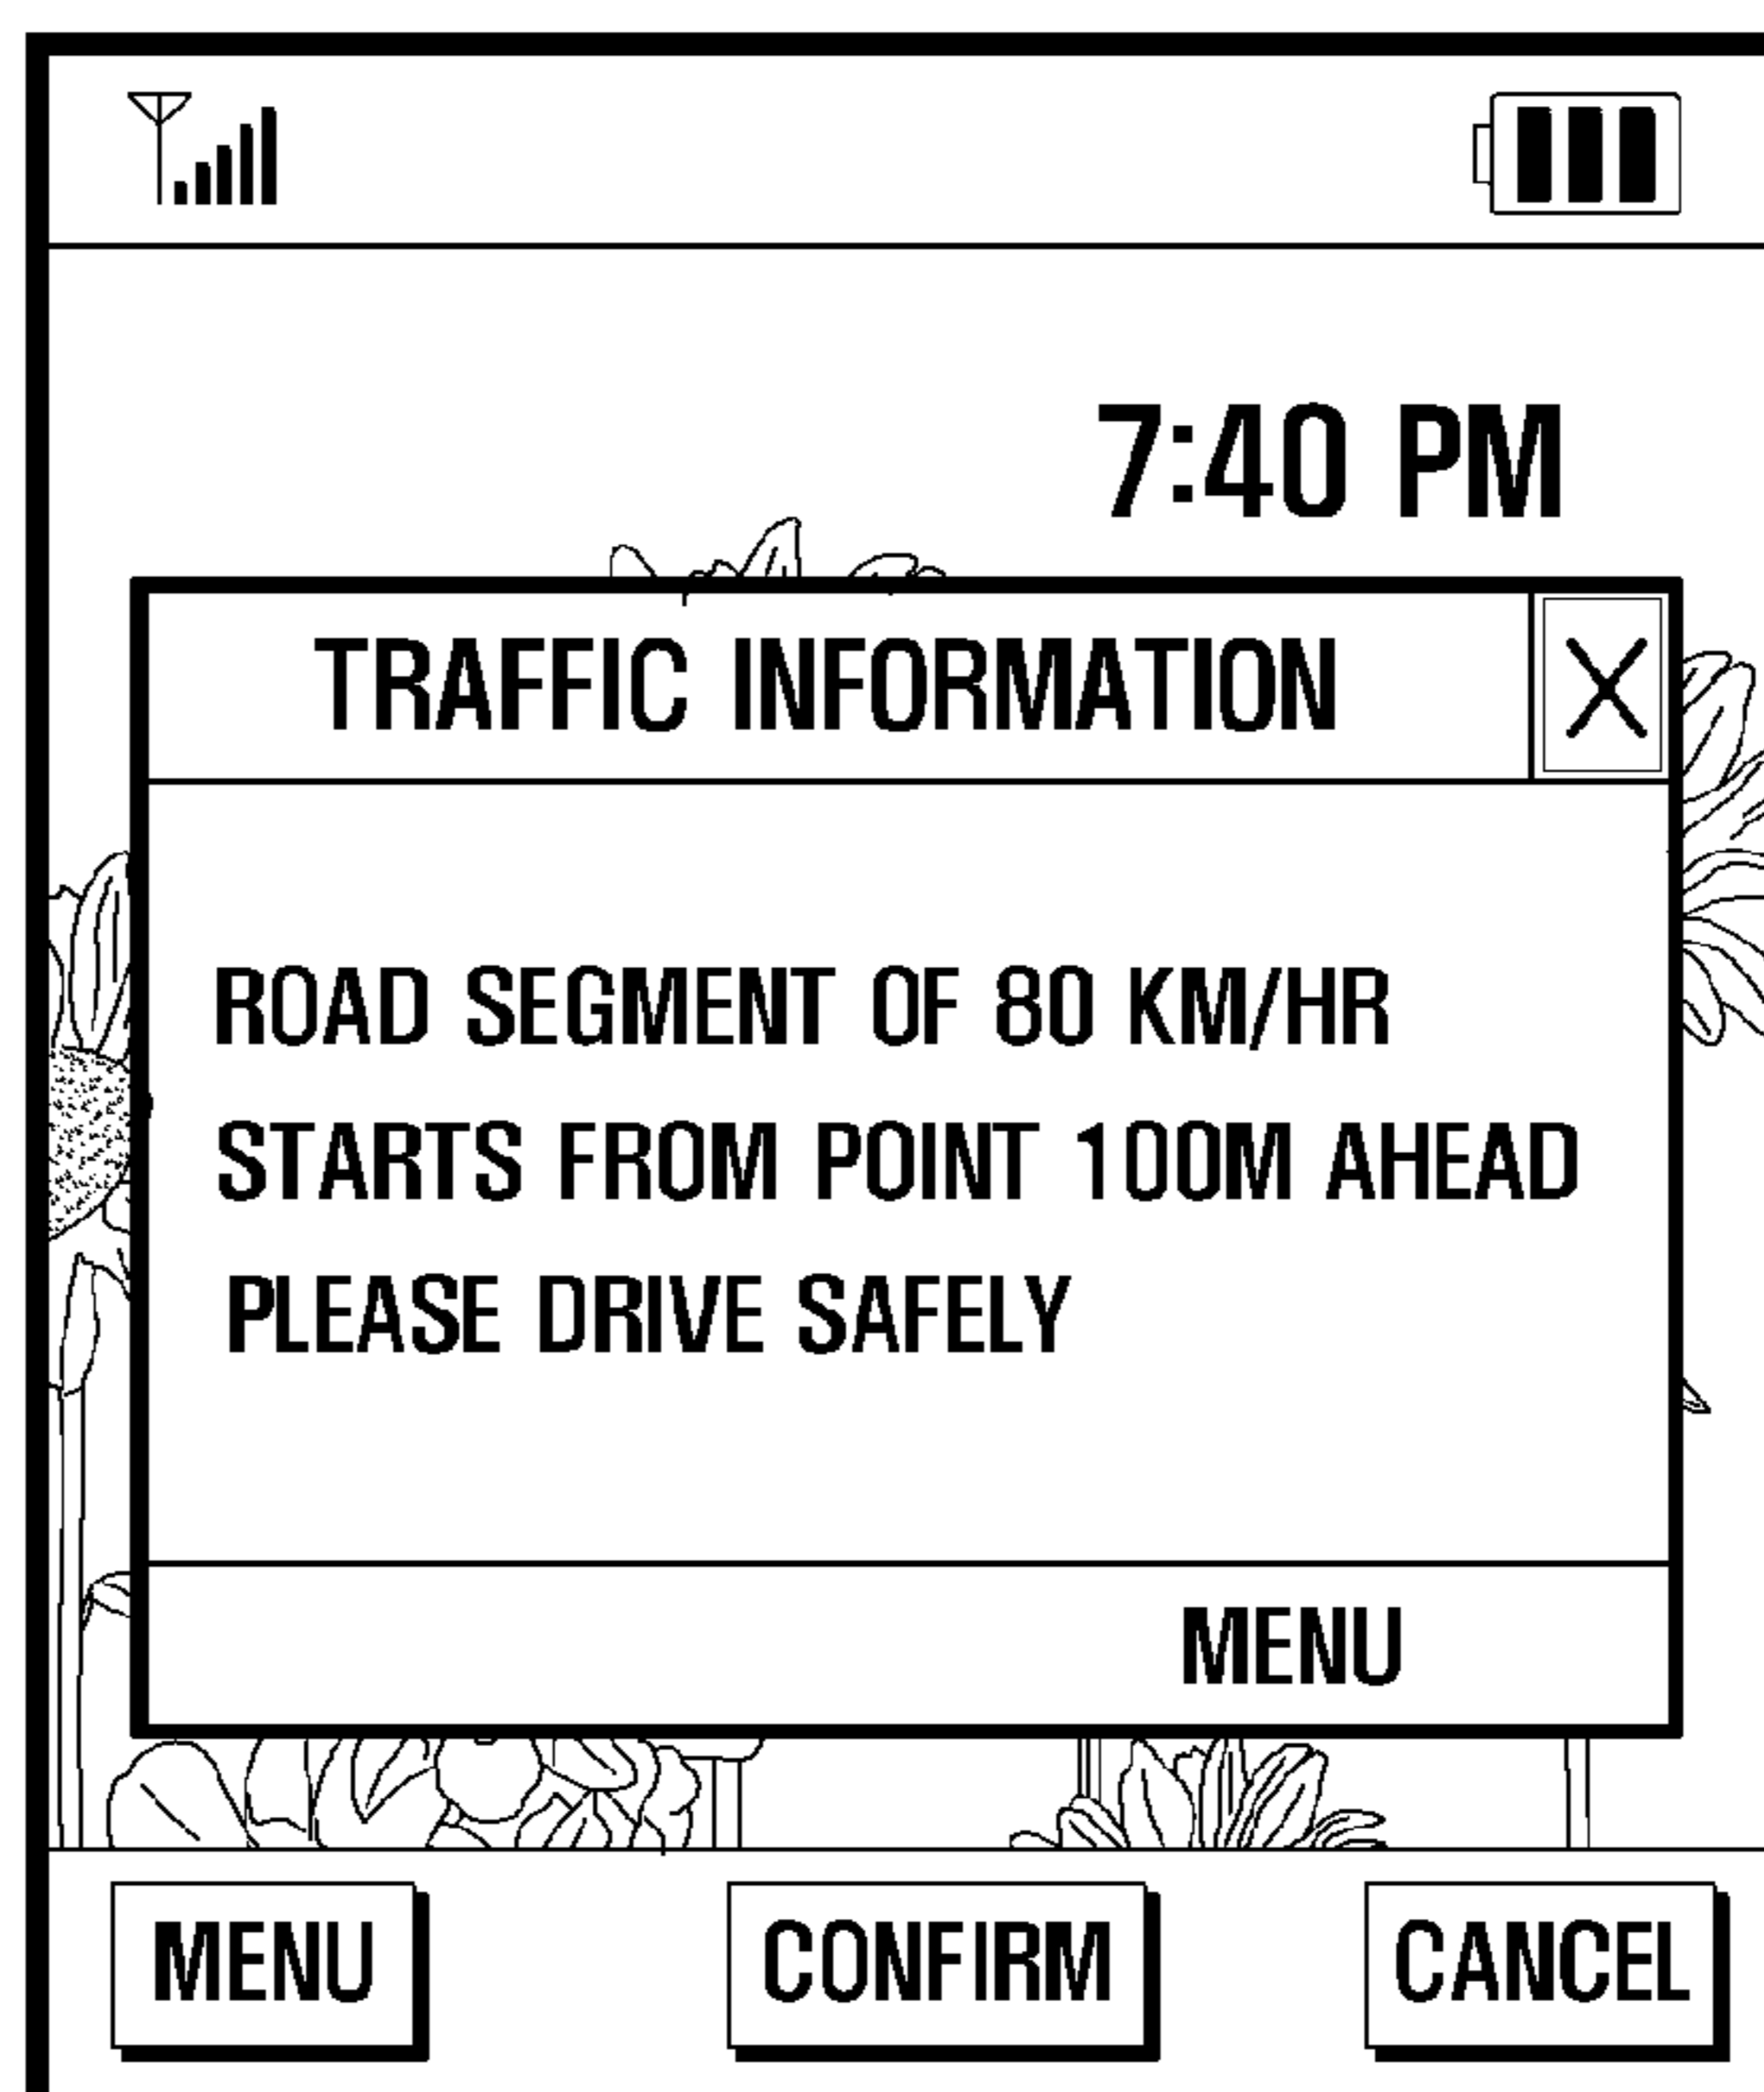 7:40 PM
TRAFFIC INFORMATION
ROAD SEGMENT OF 80 KM/HR
STARTS FROM POINT 100M AHEAD
PLEASE DRIVE SAFELY
MENU
MENU CONFIRM CANCEL